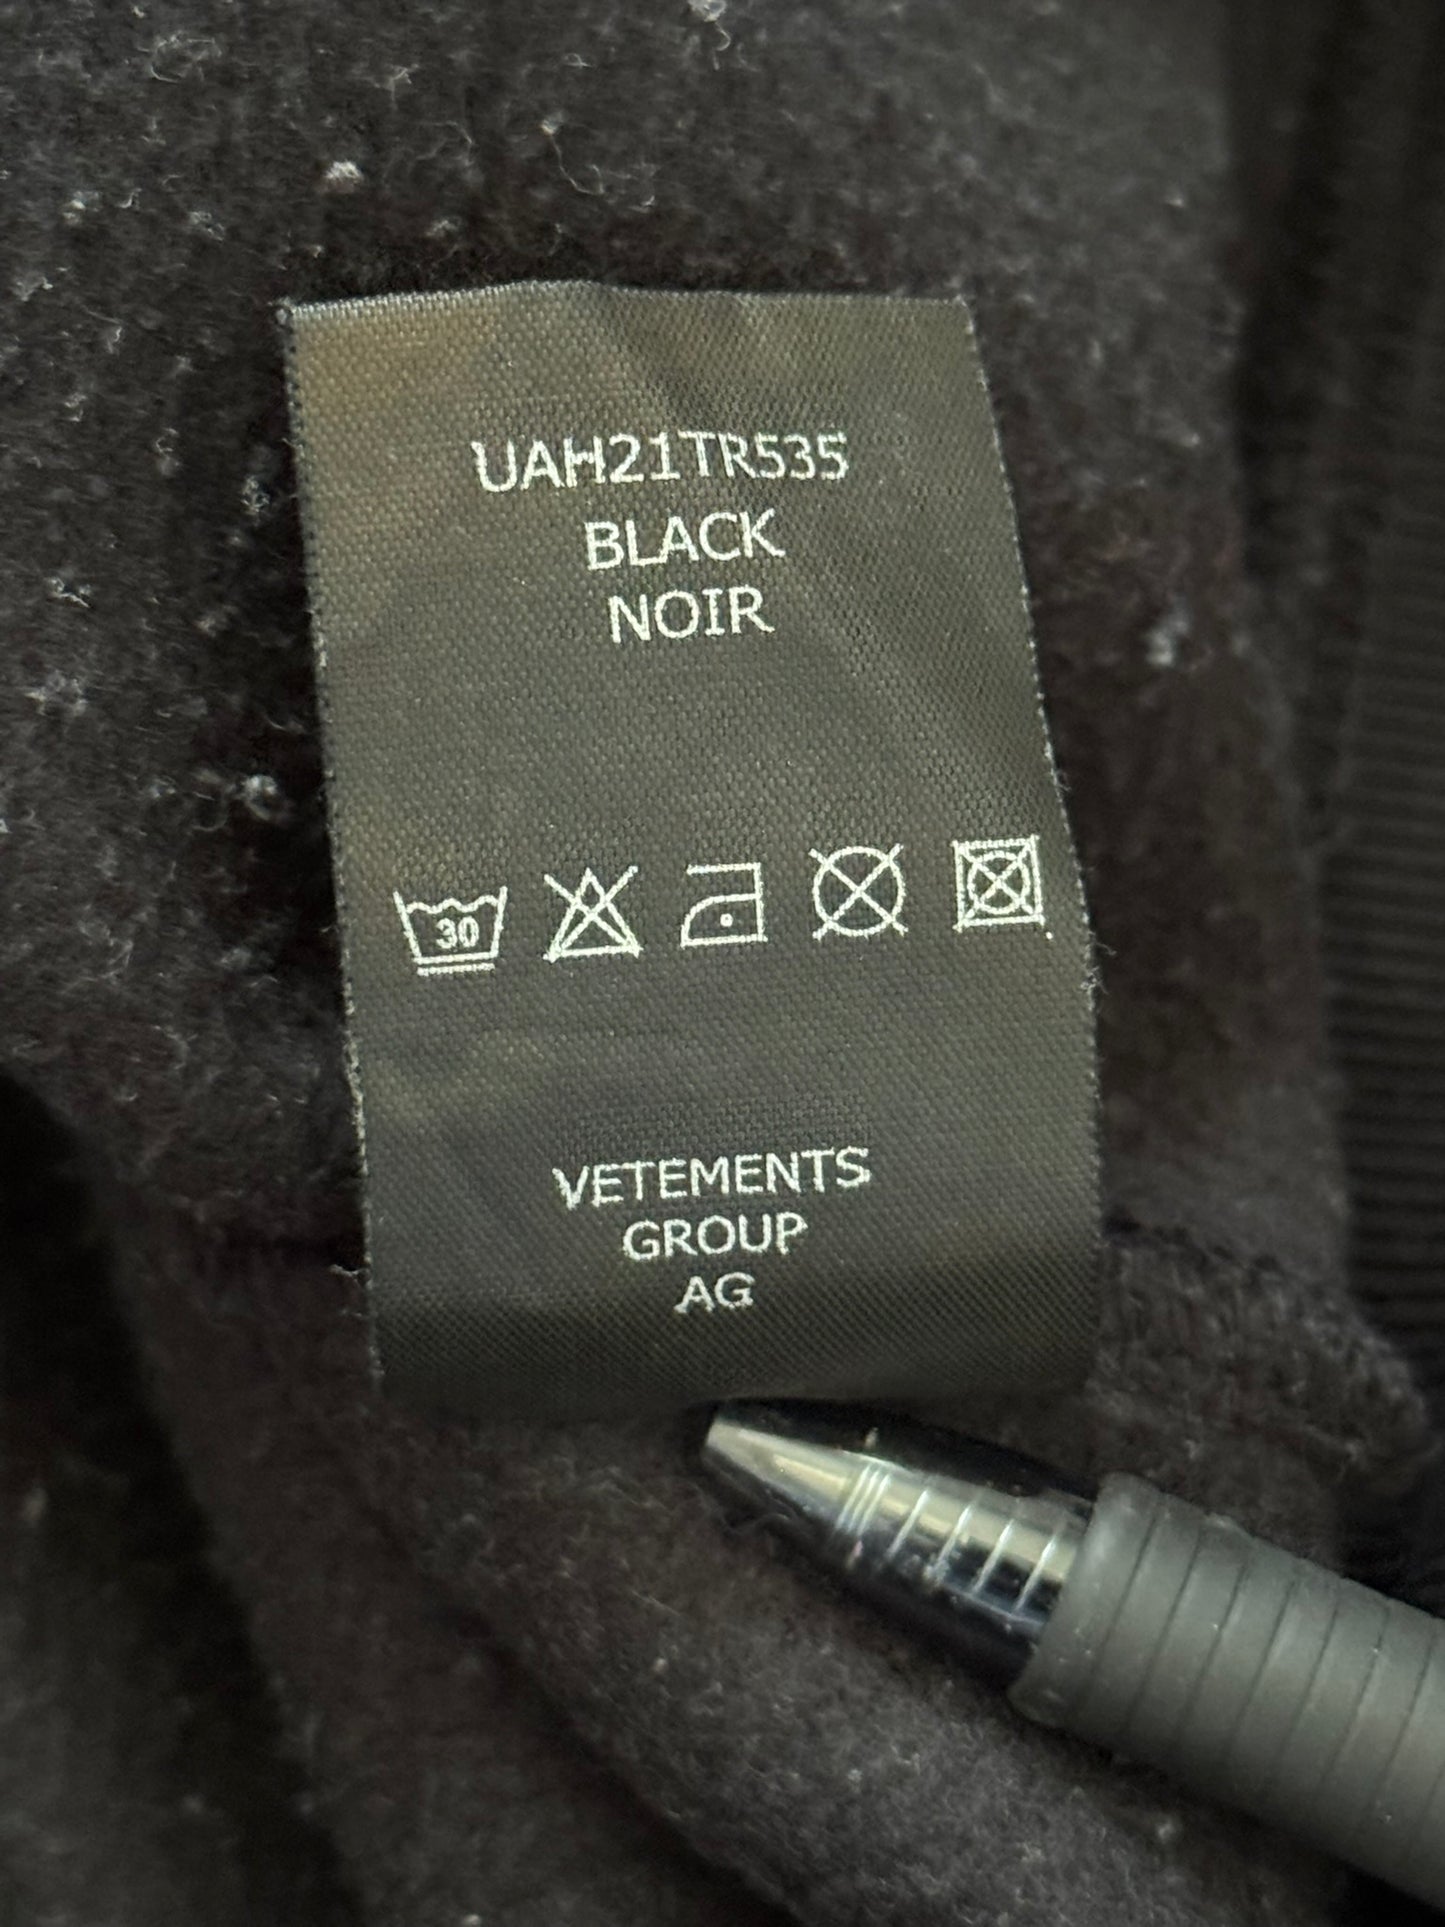 UAH21TR535
BLACK
NOIR
30
VETEMENTS
GROUP
AG